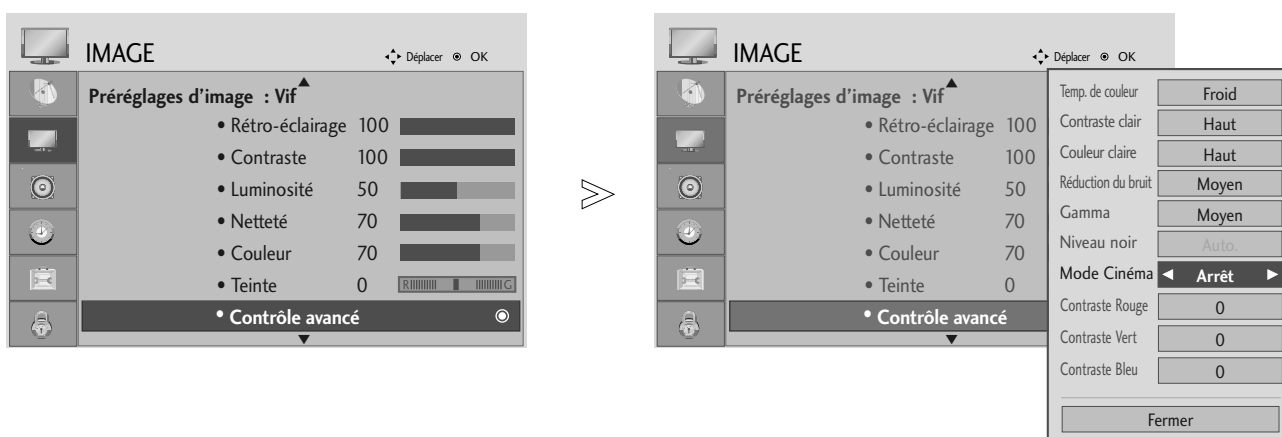 IMAGE
Déplacer OK
Préréglages d'image : Vif
• Rétro-éclairage 100
• Contraste 100
• Luminosité 50
• Netteté 70
• Couleur 70
• Teinte 0 R G
• Contrôle avancé
IMAGE
Déplacer OK
Préréglages d'image : Vif
• Rétro-éclairage 100
• Contraste 100
• Luminosité 50
• Netteté 70
• Couleur 70
• Teinte 0
• Contrôle avancé
Temp. de couleur Froid
Contraste clair Haut
Couleur claire Haut
Réduction du bruit Moyen
Gamma Moyen
Niveau noir Auto.
Mode Cinéma ◄ Arrêt ►
Contraste Rouge 0
Contraste Vert 0
Contraste Bleu 0
Fermer